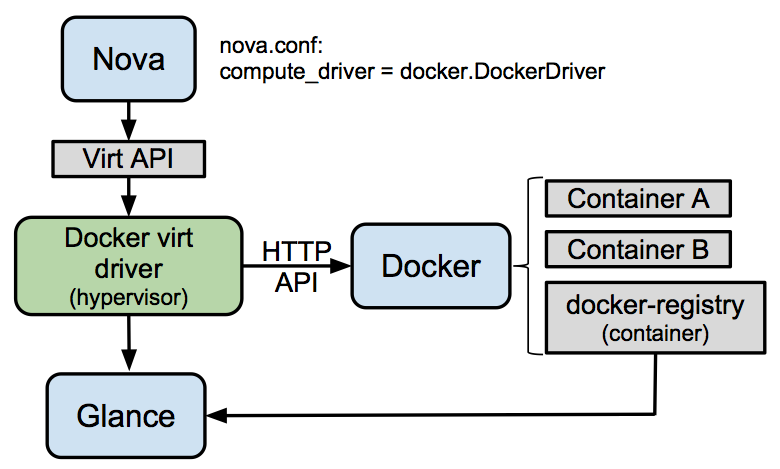 Nova
nova.conf:
compute_driver = docker.DockerDriver
Virt API
Docker virt
driver
(hypervisor)
HTTP
API
Docker
Container A
Container B
docker-registry
(container)
Glance